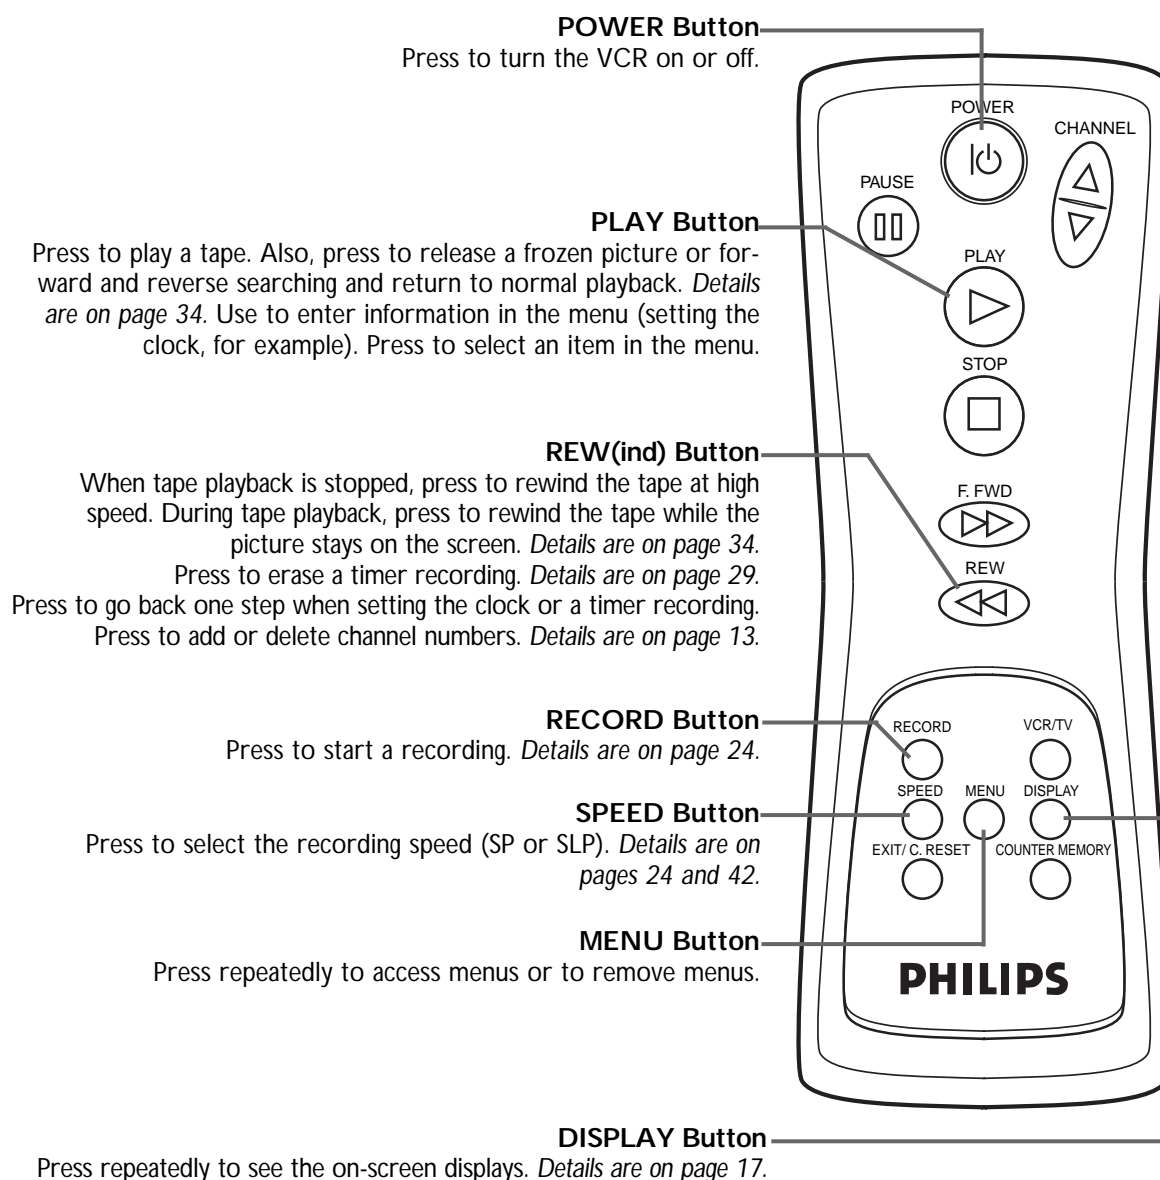 POWER Button
Press to turn the VCR on or off.
PLAY Button
Press to play a tape. Also, press to release a frozen picture or for-
ward and reverse searching and return to normal playback. Details
are on page 34. Use to enter information in the menu (setting the
clock, for example). Press to select an item in the menu.
REW(ind) Button
When tape playback is stopped, press to rewind the tape at high
speed. During tape playback, press to rewind the tape while the
picture stays on the screen. Details are on page 34.
Press to erase a timer recording. Details are on page 29.
Press to go back one step when setting the clock or a timer recording.
Press to add or delete channel numbers. Details are on page 13.
RECORD Button
Press to start a recording. Details are on page 24.
SPEED Button
Press to select the recording speed (SP or SLP). Details are on
pages 24 and 42.
MENU Button
Press repeatedly to access menus or to remove menus.
DISPLAY Button
Press repeatedly to see the on-screen displays. Details are on page 17.
POWER
CHANNEL
PAUSE
PLAY
STOP
F. FWD
REW
RECORD
VCR/TV
SPEED
MENU
DISPLAY
EXIT/ C. RESET
COUNTER MEMORY
PHILIPS